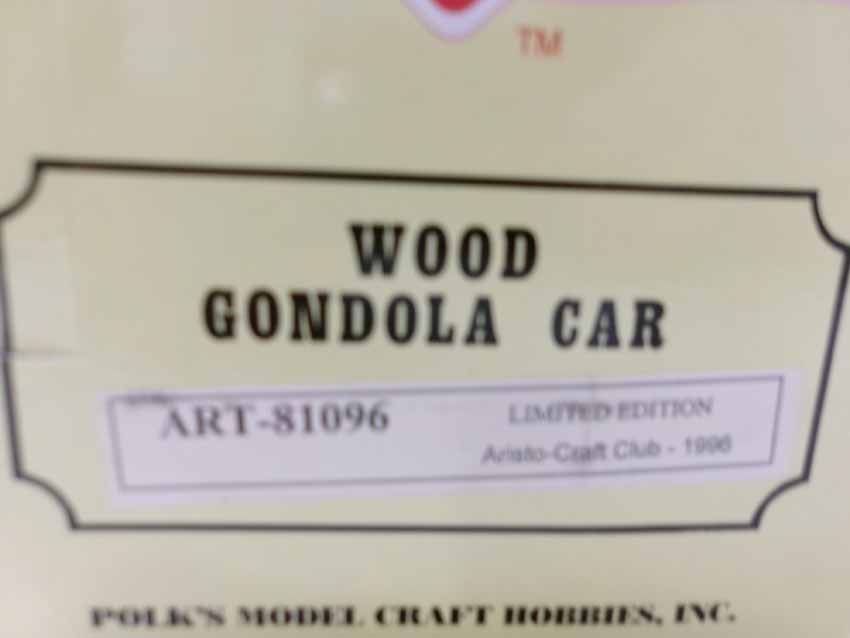 TM
WOOD
GONDOLA CAR
ART-81096
LIMITED EDITION
Aristo-Craft Club - 1996
POLK'S MODEL CRAFT HOBBIES, INC.